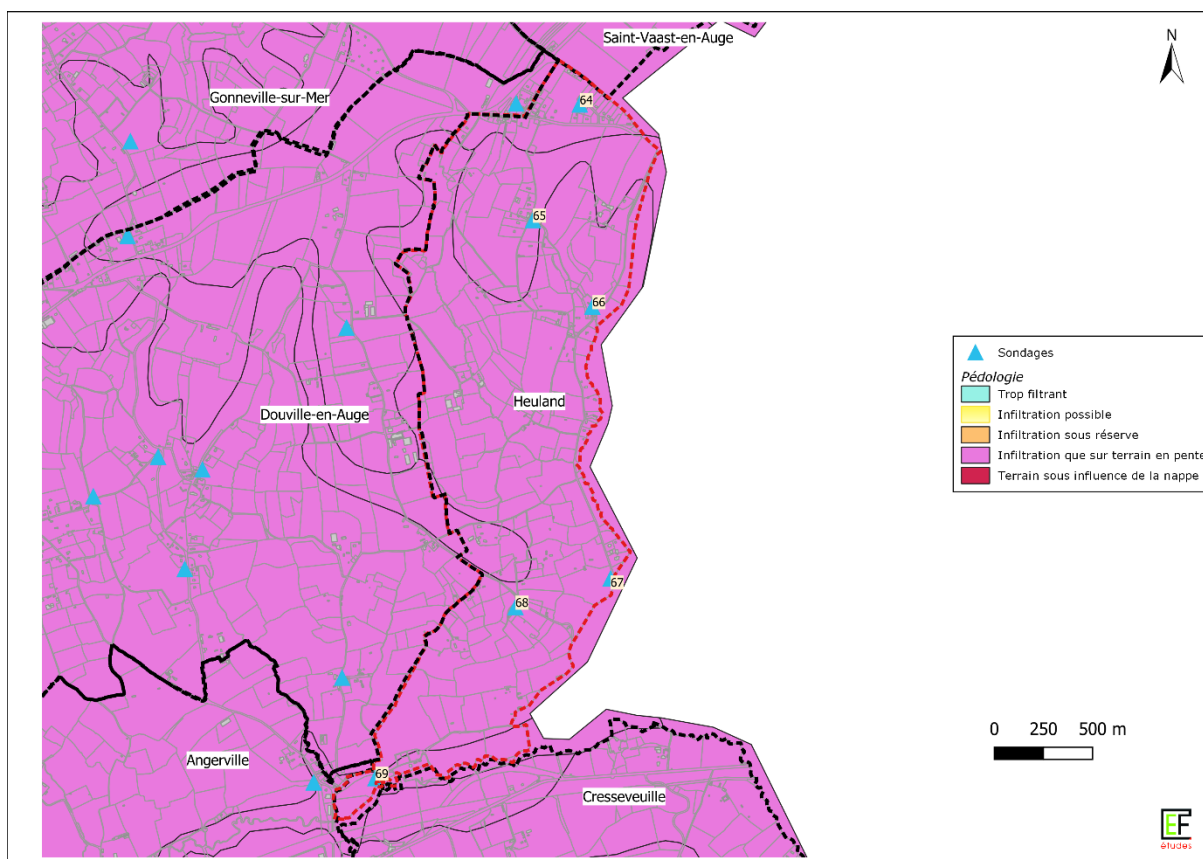 Saint-Vaast-en-Auge
N
Gonneville-sur-Mer
64
65
66
Douville-en-Auge
Heuland
Sondages
Pédologie
Trop filtrant
Infiltration possible
Infiltration sous réserve
Infiltration que sur terrain en pente
Terrain sous influence de la nappe
67
68
0 250 500 m
Angerville
69
Cresseveuille
EF
études